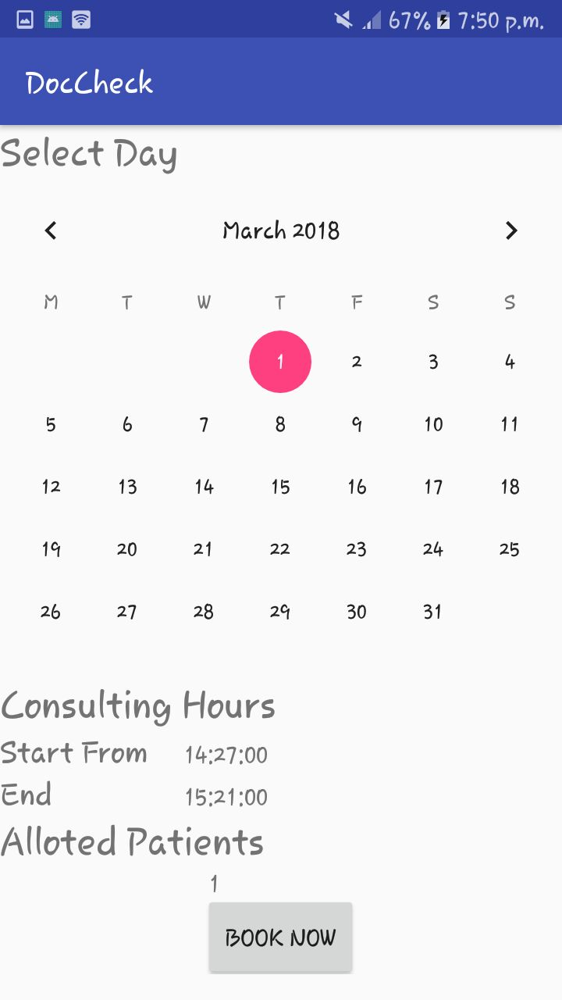 67% 7:50 p.m.
DocCheck
Select Day
March 2018
M T W T F S S
1 2 3 4
5 6 7 8 9 10 11
12 13 14 15 16 17 18
19 20 21 22 23 24 25
26 27 28 29 30 31
Consulting Hours
Start From 14:27:00
End 15:21:00
Alloted Patients
1
BOOK NOW